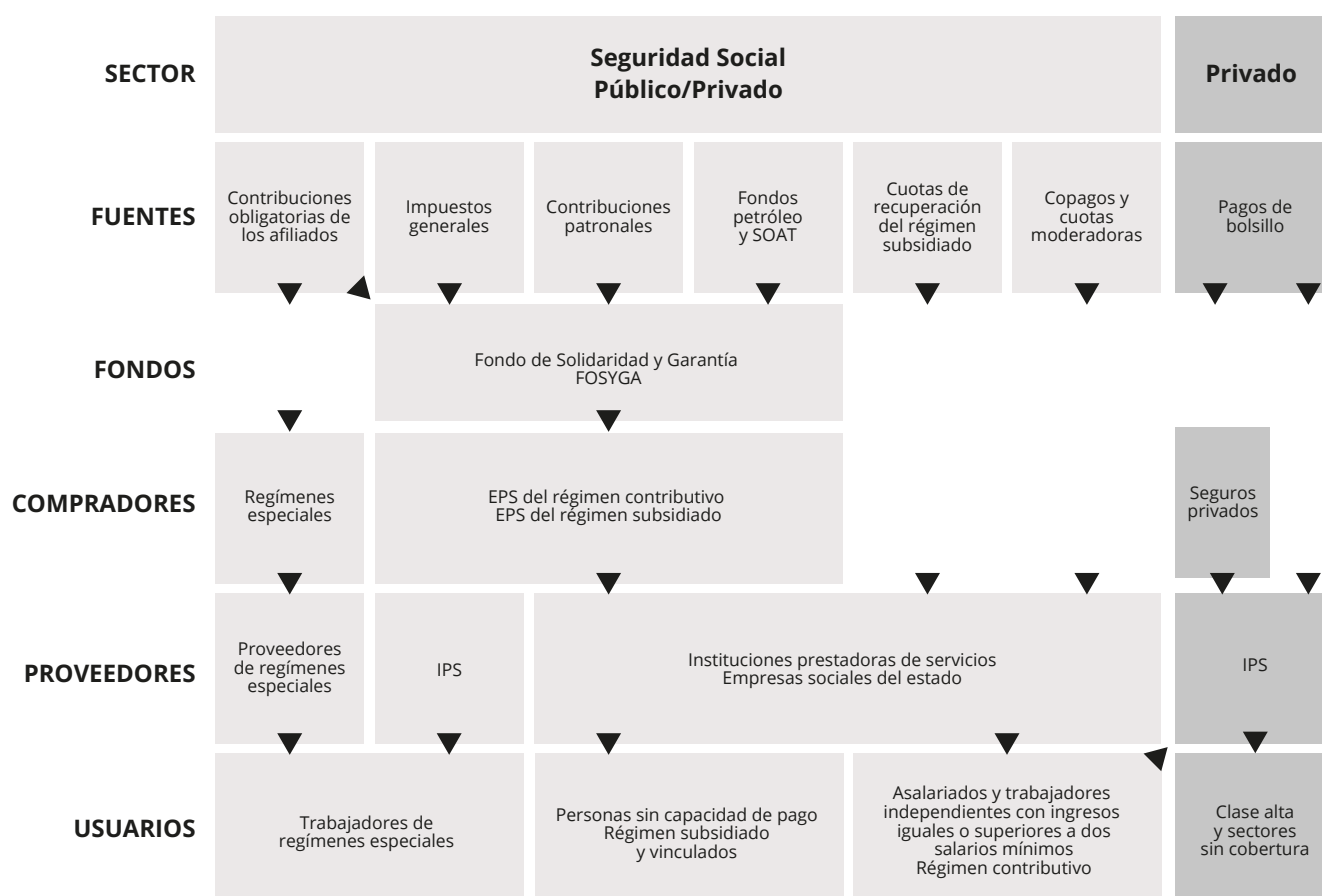 SECTOR
Seguridad Social
Público/Privado
Privado
FUENTES
Contribuciones
obligatorias de
los afiliados
Impuestos
generales
Contribuciones
patronales
Fondos
petróleo
y SOAT
Cuotas de
recuperación
del régimen
subsidiado
Copagos y
cuotas
moderadoras
Pagos de
bolsillo
FONDOS
Fondo de Solidaridad y Garantía
FOSYGA
COMPRADORES
Regímenes
especiales
EPS del régimen contributivo
EPS del régimen subsidiado
Seguros
privados
PROVEEDORES
Proveedores
de regímenes
especiales
IPS
Instituciones prestadoras de servicios
Empresas sociales del estado
IPS
USUARIOS
Trabajadores de
regímenes especiales
Personas sin capacidad de pago
Régimen subsidiado
y vinculados
Asalariados y trabajadores
independientes con ingresos
iguales o superiores a dos
salarios mínimos
Régimen contributivo
Clase alta
y sectores
sin cobertura